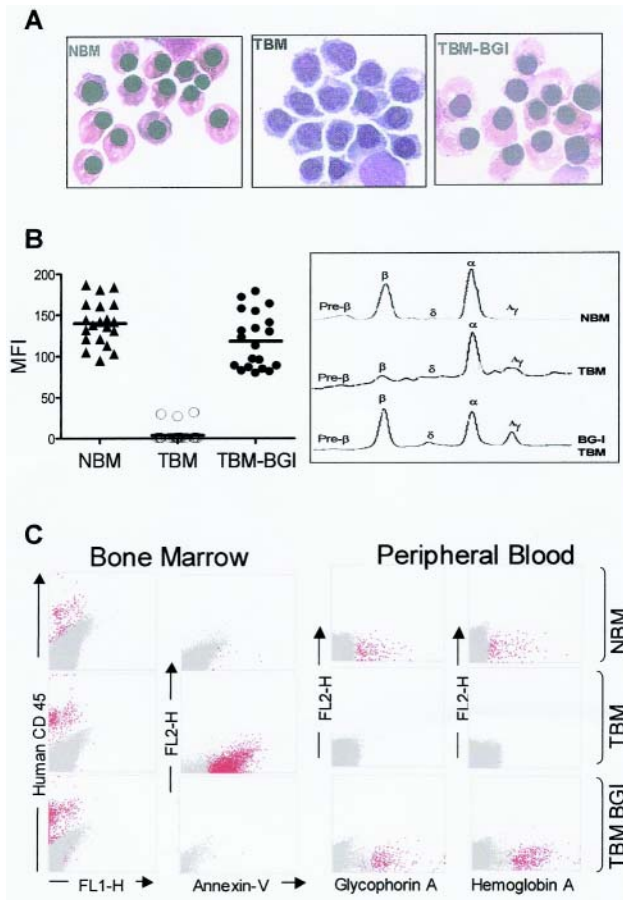 A
NBM
TBM
TBM-BGI
B
200
150
100
50
0
MFI
NBM
TBM
TBM-BGI
Pre-β β δ α Aγ
NBM
Pre-β β δ α Aγ
TBM
Pre-β β δ α Aγ
BG-I
TBM
C
Bone Marrow
Peripheral Blood
Human CD 45
FL2-H
FL2-H
FL2-H
NBM
TBM
TBM BGI
FL1-H
Annexin-V
Glycophorin A
Hemoglobin A